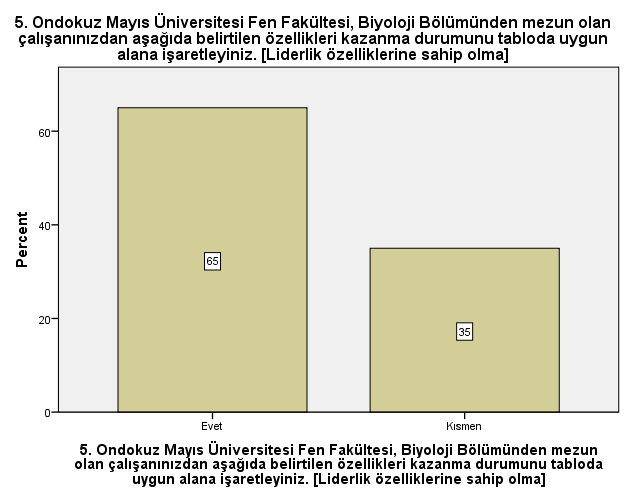 5. Ondokuz Mayıs Üniversitesi Fen Fakültesi, Biyoloji Bölümünden mezun olan
çalışanınızdan aşağıda belirtilen özellikleri kazanma durumunu tabloda uygun
alana işaretleyiniz. [Liderlik özelliklerine sahip olma]
Percent
60
40
20
0
65
35
Evet
Kısmen
5. Ondokuz Mayıs Üniversitesi Fen Fakültesi, Biyoloji Bölümünden mezun
olan çalışanınızdan aşağıda belirtilen özellikleri kazanma durumunu tabloda
uygun alana işaretleyiniz. [Liderlik özelliklerine sahip olma]